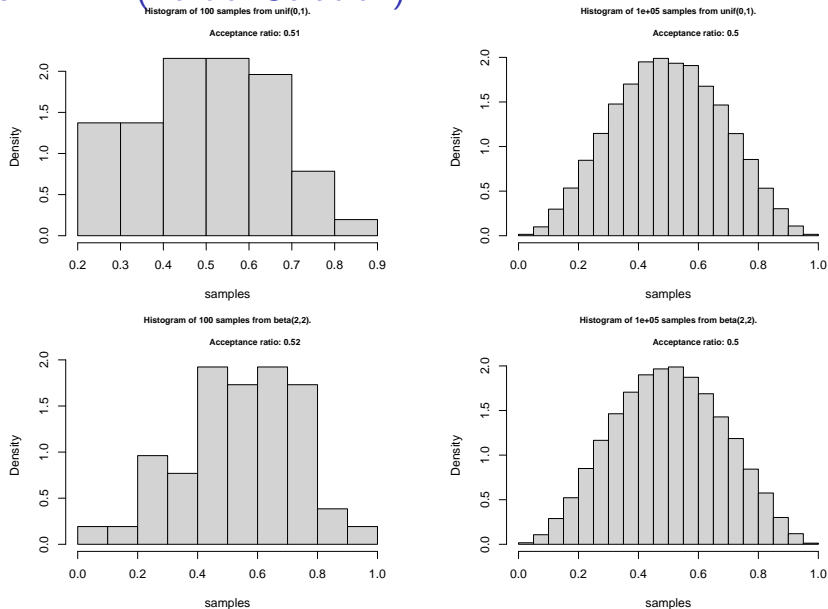 Histogram of 100 samples from unif(0,1).
Acceptance ratio: 0.51
Density
0.0 0.5 1.0 1.5 2.0
0.2 0.3 0.4 0.5 0.6 0.7 0.8 0.9
samples
Histogram of 1e+05 samples from unif(0,1).
Acceptance ratio: 0.5
Density
0.0 0.5 1.0 1.5 2.0
0.0 0.2 0.4 0.6 0.8 1.0
samples
Histogram of 100 samples from beta(2,2).
Acceptance ratio: 0.52
Density
0.0 0.5 1.0 1.5 2.0
0.0 0.2 0.4 0.6 0.8 1.0
samples
Histogram of 1e+05 samples from beta(2,2).
Acceptance ratio: 0.5
Density
0.0 0.5 1.0 1.5 2.0
0.0 0.2 0.4 0.6 0.8 1.0
samples